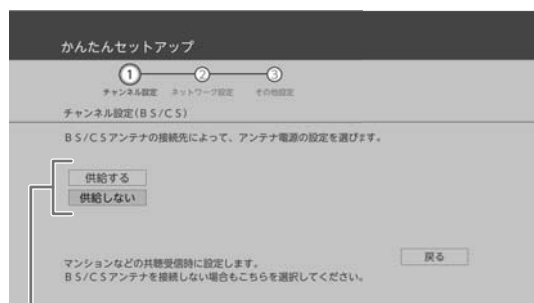 かんたんセットアップ
1 2 3
チャンネル設定 ネットワーク設定 その他設定
チャンネル設定(BS/CS)
BS/CSアンテナの接続先によって、アンテナ電源の設定を選びます。
供給する
供給しない
戻る
マンションなどの共聴受信時に設定します。
BS/CSアンテナを接続しない場合もこちらを選択してください。